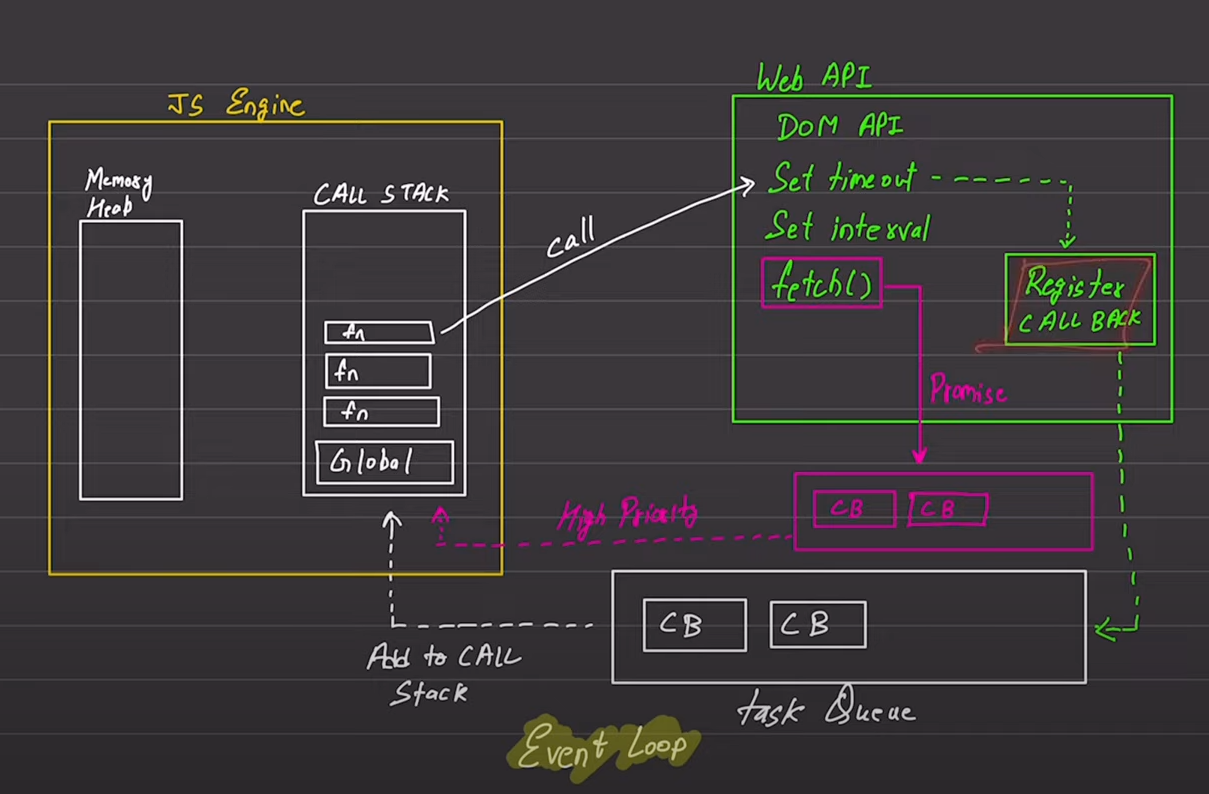 JS Engine
Memory
Heap
CALL STACK
fn
fn
fn
Global
call
Web API
DOM API
Set timeout
Set interval
fetch()
Register
CALL BACK
Promise
CB CB
High Priority
CB CB
Add to CALL
Stack
task Queue
Event Loop